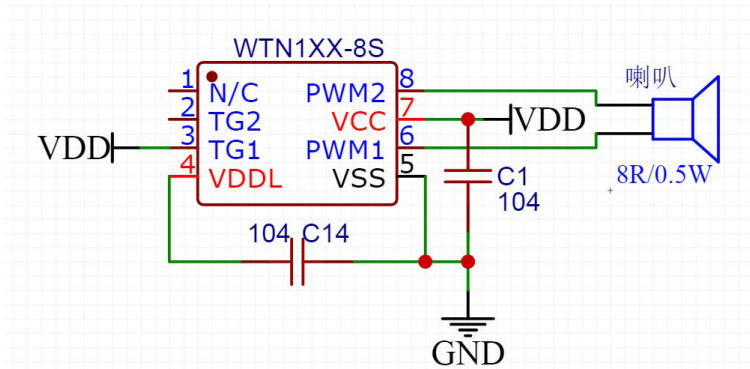 WTN1XX-8S
1 N/C PWM2 8
2 TG2 VCC 7
3 TG1 PWM1 6
4 VDDL VSS 5
VDD
VDD
喇叭
8R/0.5W
C1
104
104 C14
GND